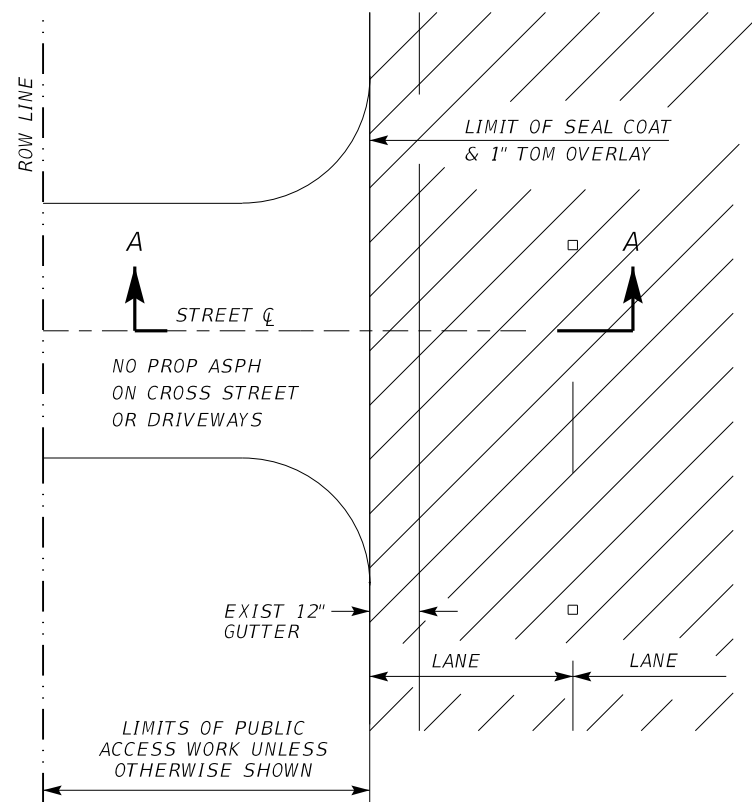 ROW LINE
LIMIT OF SEAL COAT
& 1" TOM OVERLAY
A
A
STREET ℄
NO PROP ASPH
ON CROSS STREET
OR DRIVEWAYS
EXIST 12"
GUTTER
LANE
LANE
LIMITS OF PUBLIC
ACCESS WORK UNLESS
OTHERWISE SHOWN